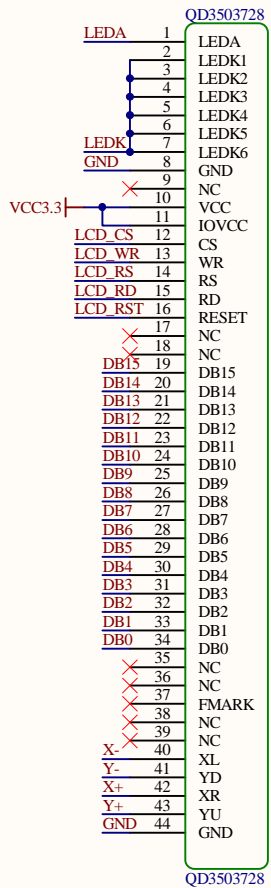 QD3503728
LEDA 1 LEDA
2 LEDK1
3 LEDK2
4 LEDK3
5 LEDK4
6 LEDK5
LEDK 7 LEDK6
GND 8 GND
9 NC
VCC3.3 10 VCC
11 IOVCC
LCD_CS 12 CS
LCD_WR 13 WR
LCD_RS 14 RS
LCD_RD 15 RD
LCD_RST 16 RESET
17 NC
18 NC
DB15 19 DB15
DB14 20 DB14
DB13 21 DB13
DB12 22 DB12
DB11 23 DB11
DB10 24 DB10
DB9 25 DB9
DB8 26 DB8
DB7 27 DB7
DB6 28 DB6
DB5 29 DB5
DB4 30 DB4
DB3 31 DB3
DB2 32 DB2
DB1 33 DB1
DB0 34 DB0
35 NC
36 NC
37 FMARK
38 NC
39 NC
X- 40 XL
Y- 41 YD
X+ 42 XR
Y+ 43 YU
GND 44 GND
QD3503728